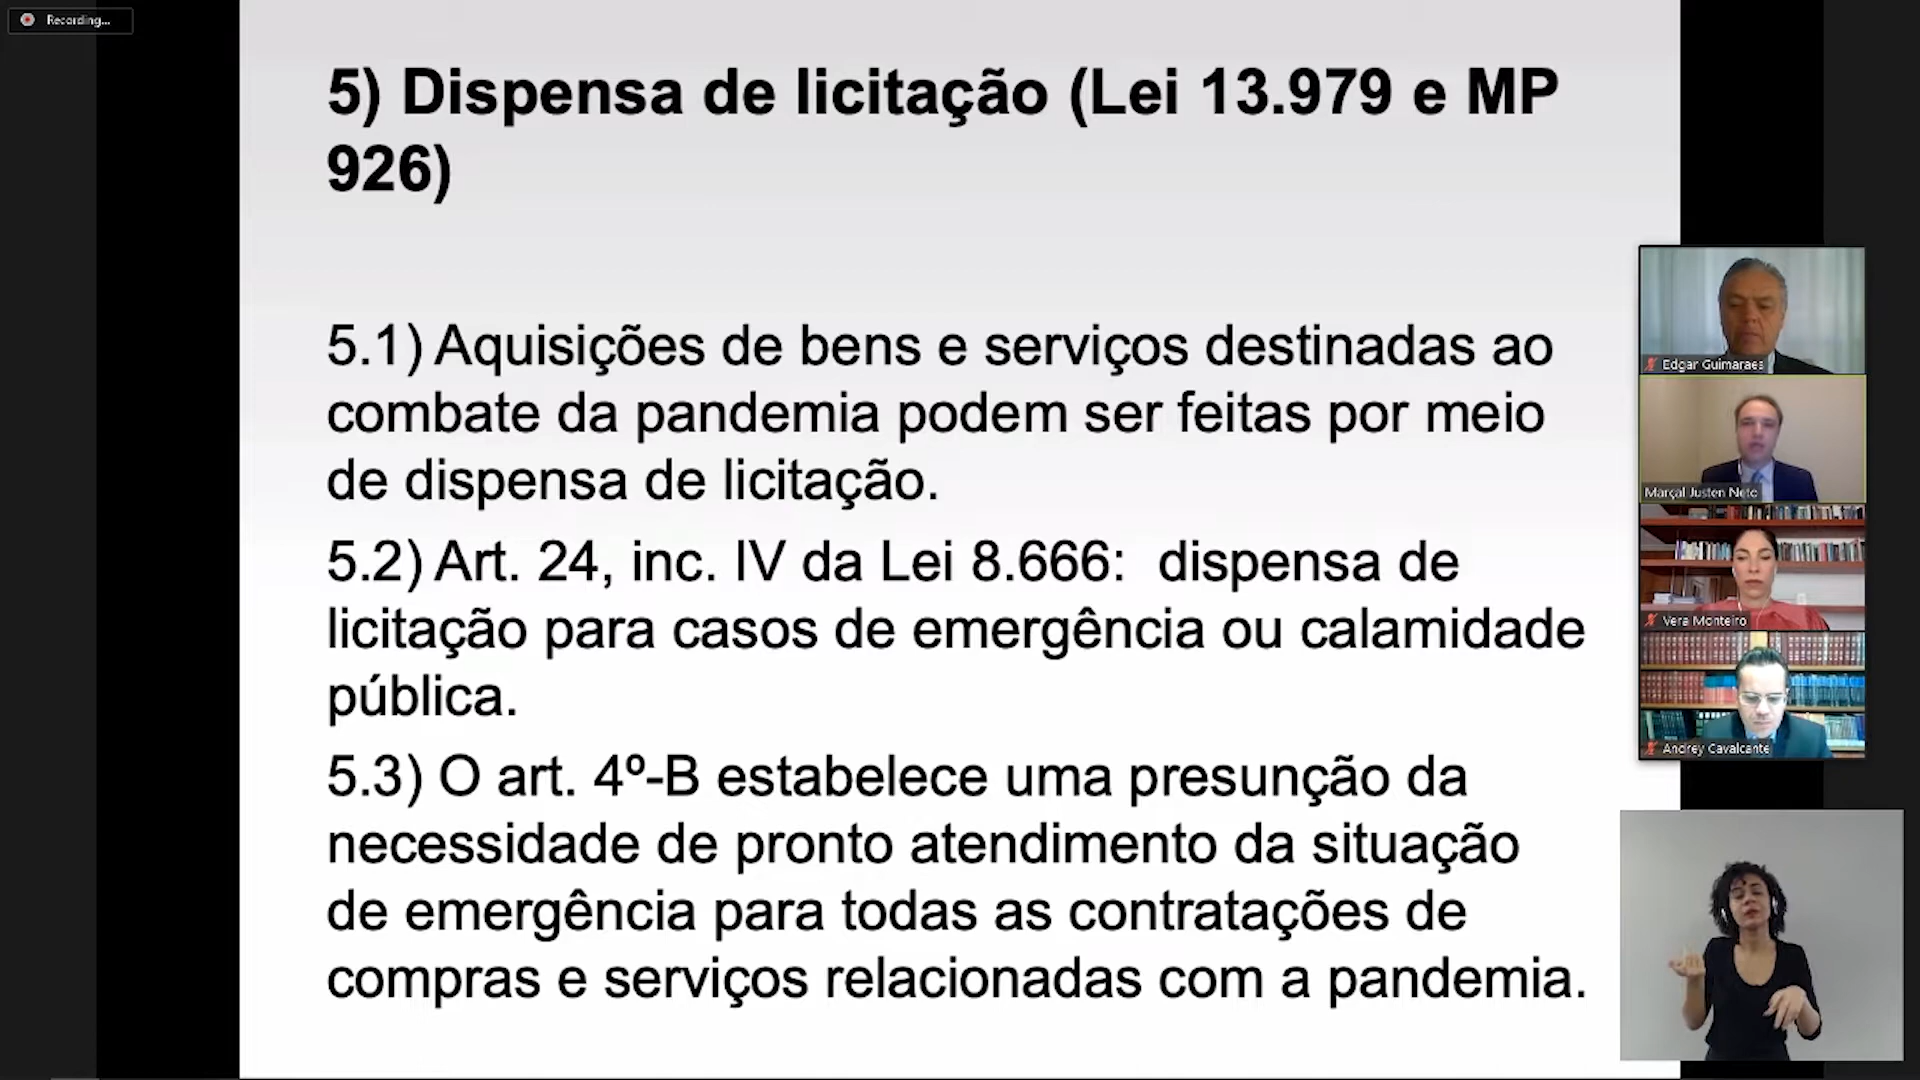 Recording...
5) Dispensa de licitação (Lei 13.979 e MP
926)
5.1) Aquisições de bens e serviços destinadas ao
combate da pandemia podem ser feitas por meio
de dispensa de licitação.
5.2) Art. 24, inc. IV da Lei 8.666:  dispensa de
licitação para casos de emergência ou calamidade
pública.
5.3) O art. 4º-B estabelece uma presunção da
necessidade de pronto atendimento da situação
de emergência para todas as contratações de
compras e serviços relacionadas com a pandemia.
Edgar Guimaraes
Marçal Justen Neto
Vera Monteiro
Andrey Cavalcante